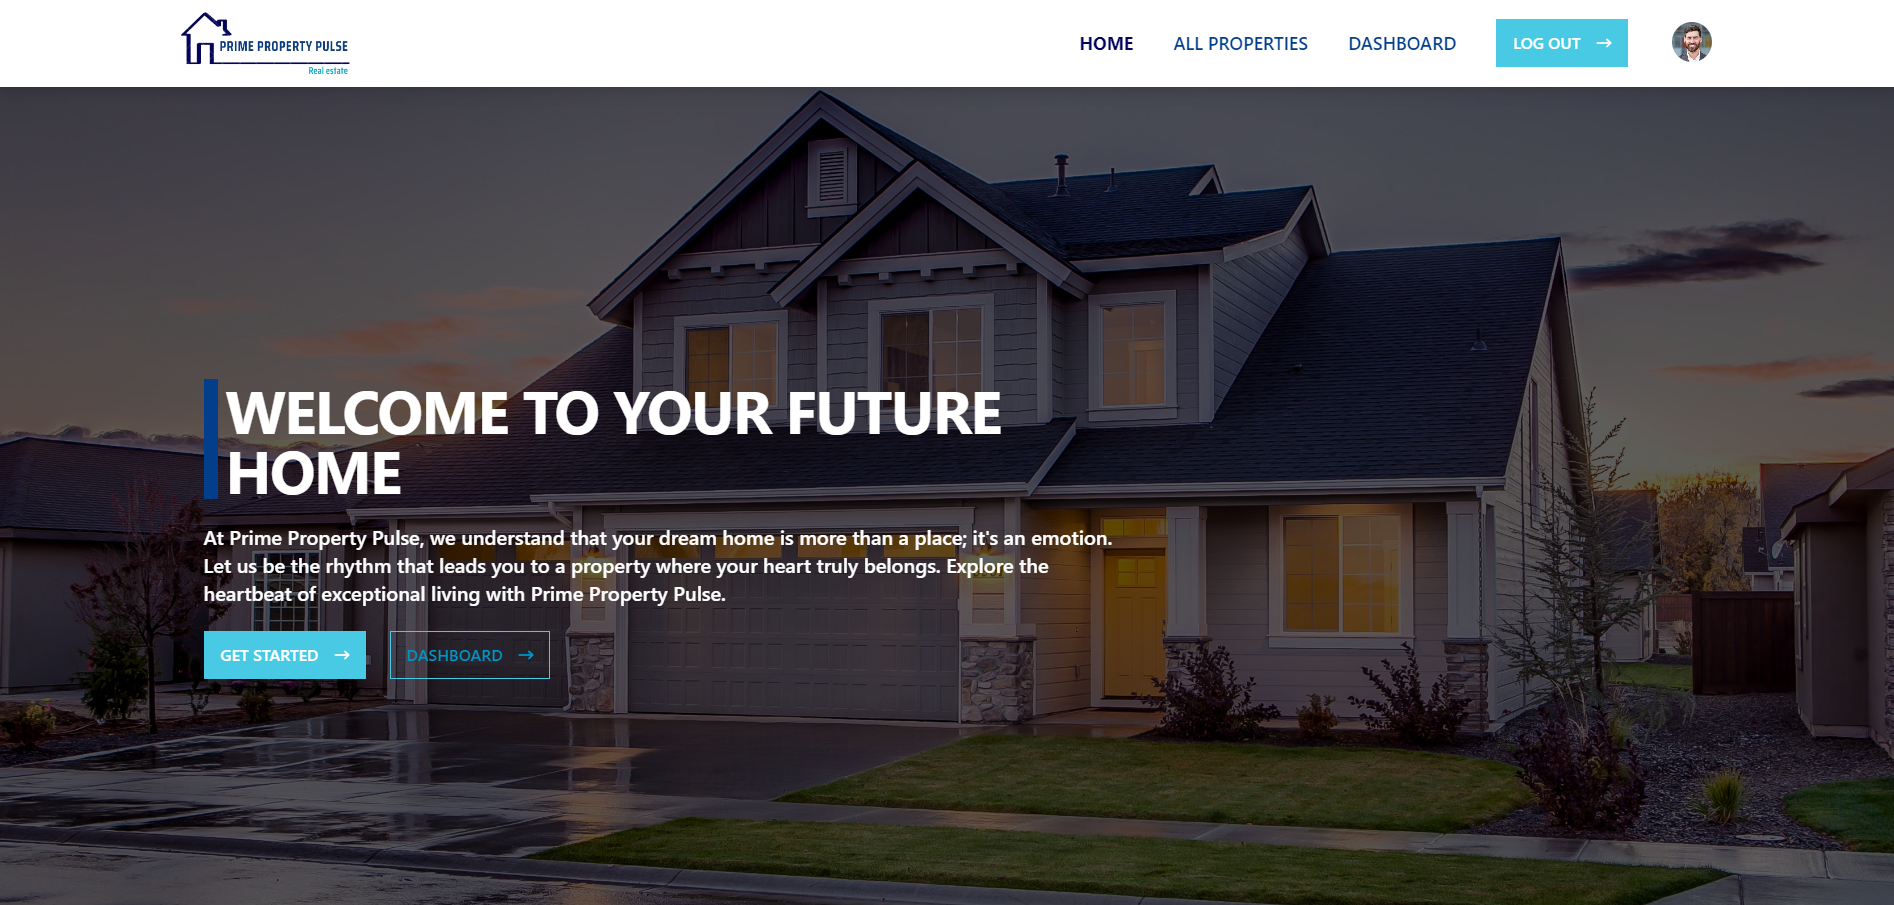 PRIME PROPERTY PULSE
Real estate
HOME
ALL PROPERTIES
DASHBOARD
LOG OUT →
WELCOME TO YOUR FUTURE
HOME
At Prime Property Pulse, we understand that your dream home is more than a place; it's an emotion.
Let us be the rhythm that leads you to a property where your heart truly belongs. Explore the
heartbeat of exceptional living with Prime Property Pulse.
GET STARTED →
DASHBOARD →